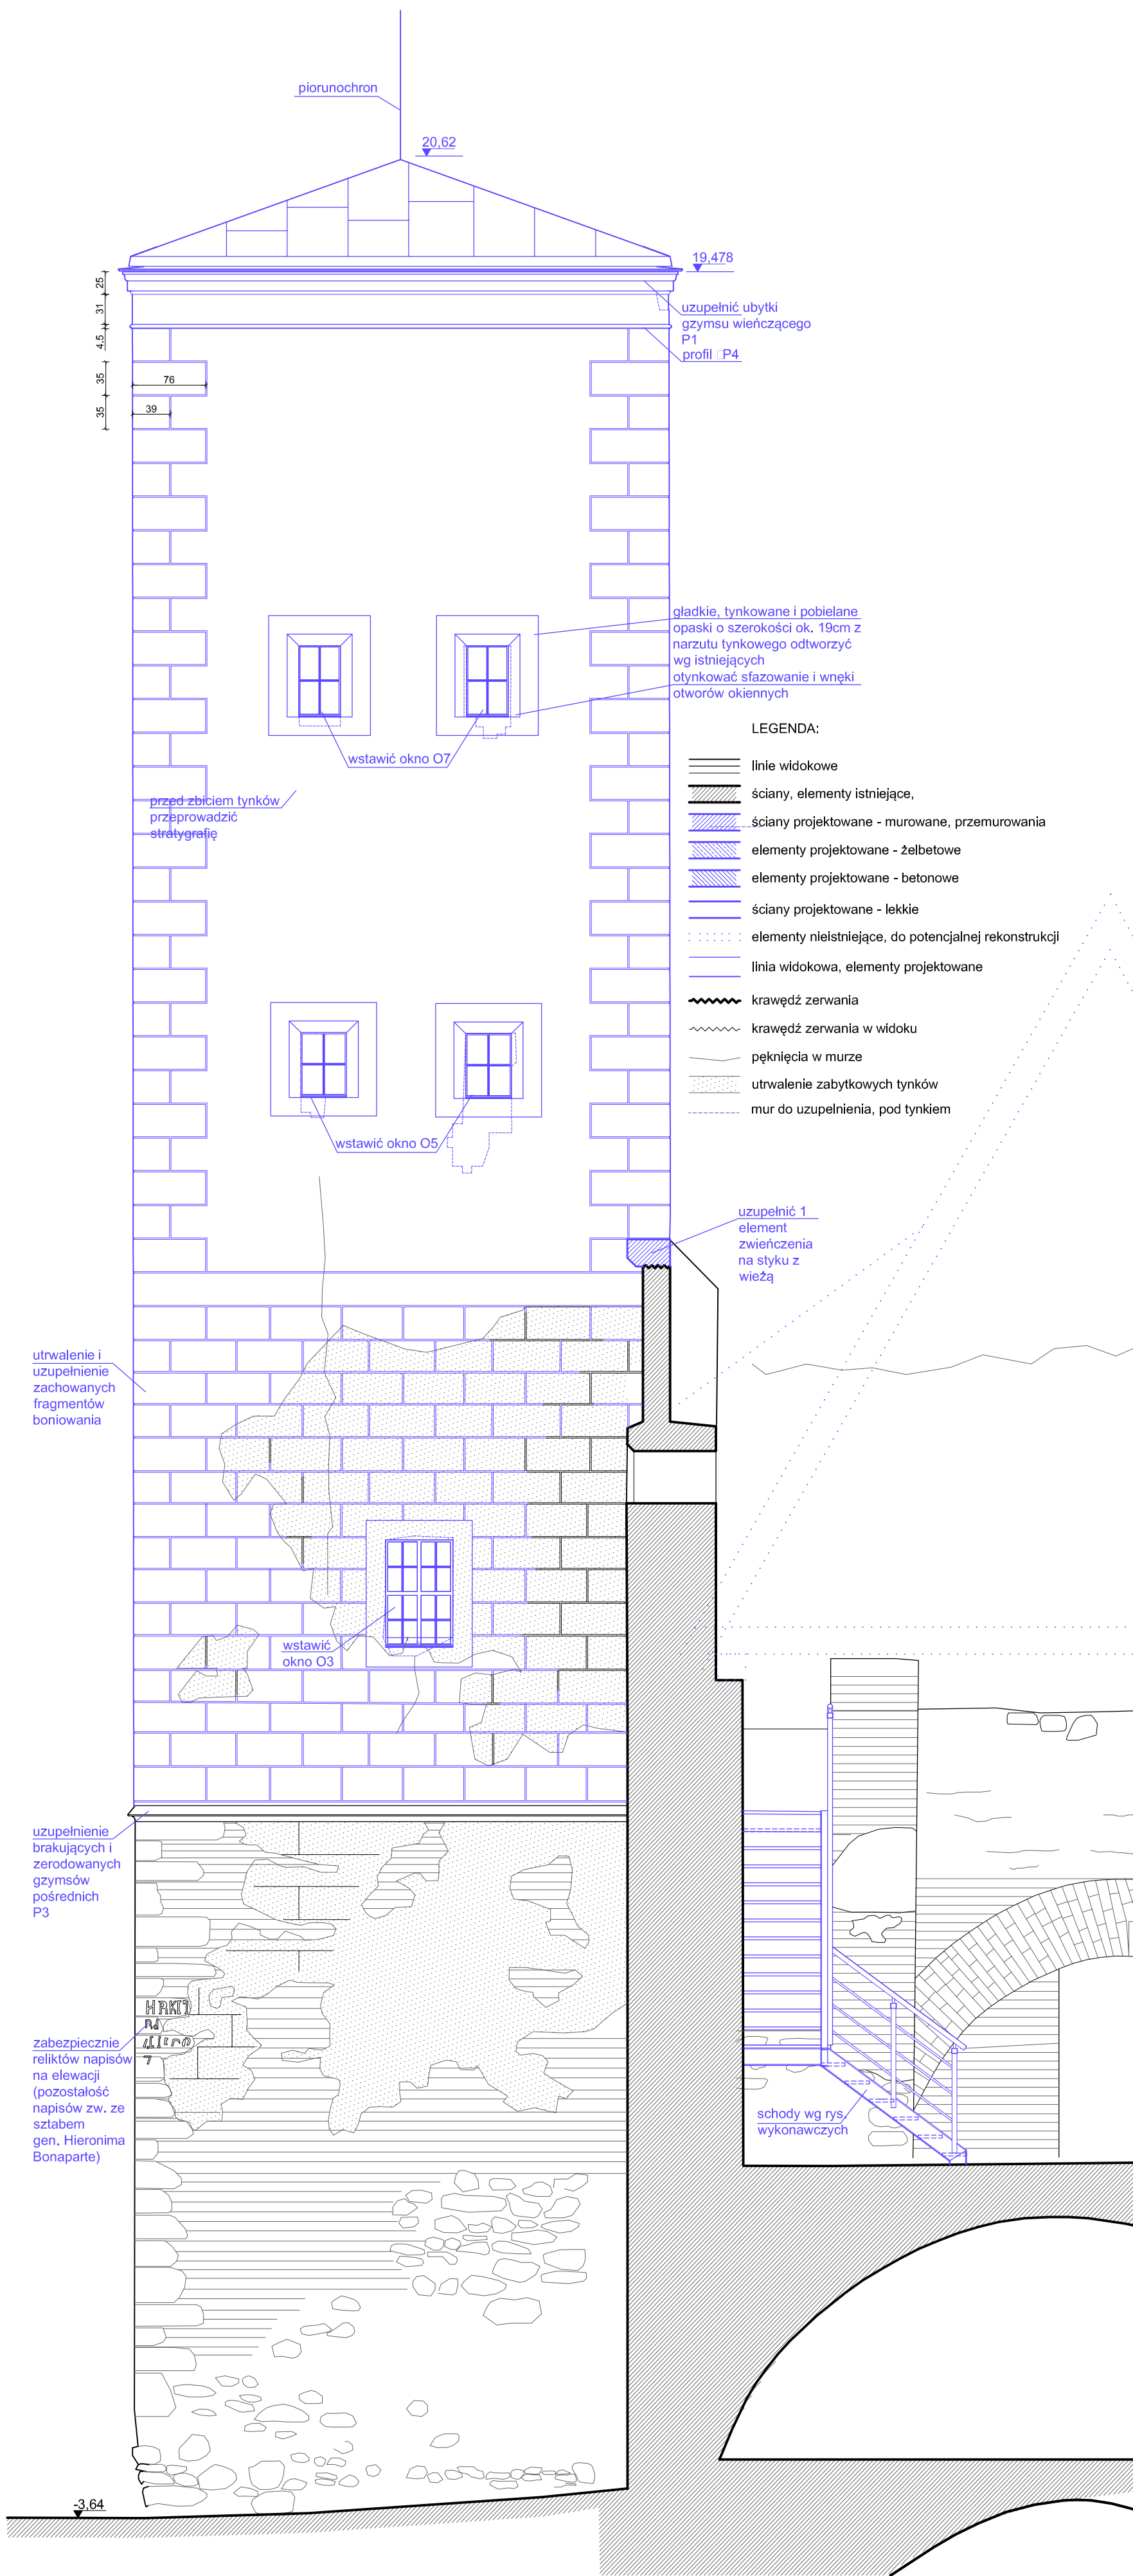 piorunochron
20,62
19,478
25
31
4.5
35
35
76
39
uzupełnić ubytki
gzymsu wieńczącego
P1
profil P4
gładkie, tynkowane i pobielane
opaski o szerokości ok. 19cm z
narzutu tynkowego odtworzyć
wg istniejących
otynkować sfazowanie i wnęki
otworów okiennych
wstawić okno O7
przed zbiciem tynków
przeprowadzić
stratygrafię
LEGENDA:
linie widokowe
ściany, elementy istniejące,
ściany projektowane - murowane, przemurowania
elementy projektowane - żelbetowe
elementy projektowane - betonowe
ściany projektowane - lekkie
elementy nieistniejące, do potencjalnej rekonstrukcji
linia widokowa, elementy projektowane
krawędź zerwania
krawędź zerwania w widoku
pęknięcia w murze
utrwalenie zabytkowych tynków
mur do uzupelnienia, pod tynkiem
wstawić okno O5
uzupełnić 1
element
zwieńczenia
na styku z
wieżą
utrwalenie i
uzupełnienie
zachowanych
fragmentów
boniowania
wstawić
okno O3
uzupełnienie
brakujących i
zerodowanych
gzymsów
pośrednich
P3
zabezpiecznie
reliktów napisów
na elewacji
(pozostałość
napisów zw. ze
sztabem
gen. Hieronima
Bonaparte)
schody wg rys.
wykonawczych
-3,64